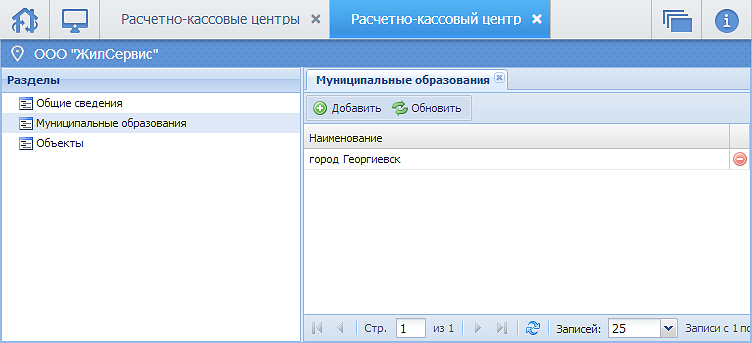 Расчетно-кассовые центры
Расчетно-кассовый центр
ООО "ЖилСервис"
Разделы
Общие сведения
Муниципальные образования
Объекты
Муниципальные образования
Добавить Обновить
Наименование
город Георгиевск
Стр. 1 из 1 Записей: 25 Записи с 1 по